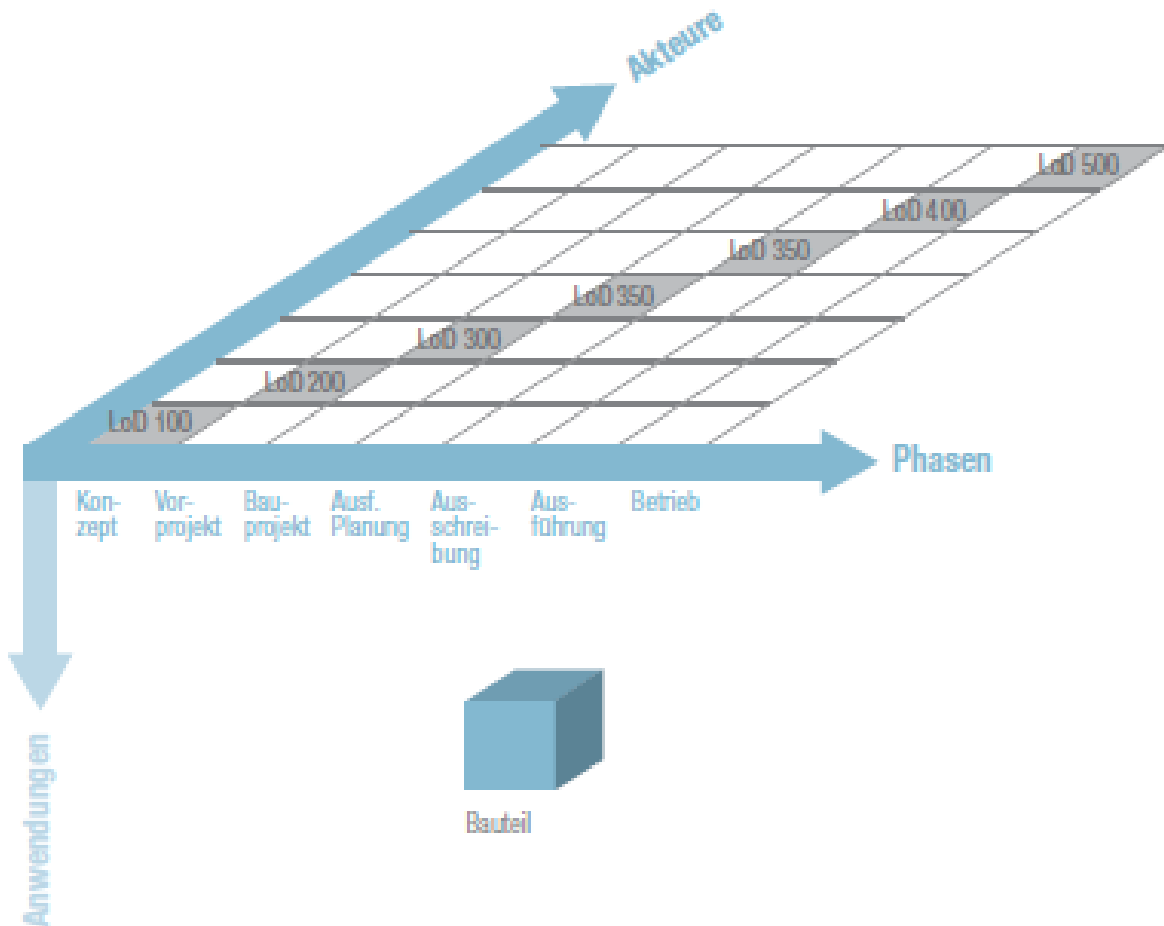 Akteure
LoD 500
LoD 400
LoD 350
LoD 350
LoD 300
LoD 200
LoD 100
Phasen
Kon-
zept
Vor-
projekt
Bau-
projekt
Ausf.
Planung
Aus-
schrei-
bung
Aus-
führung
Betrieb
Anwendungen
Bauteil